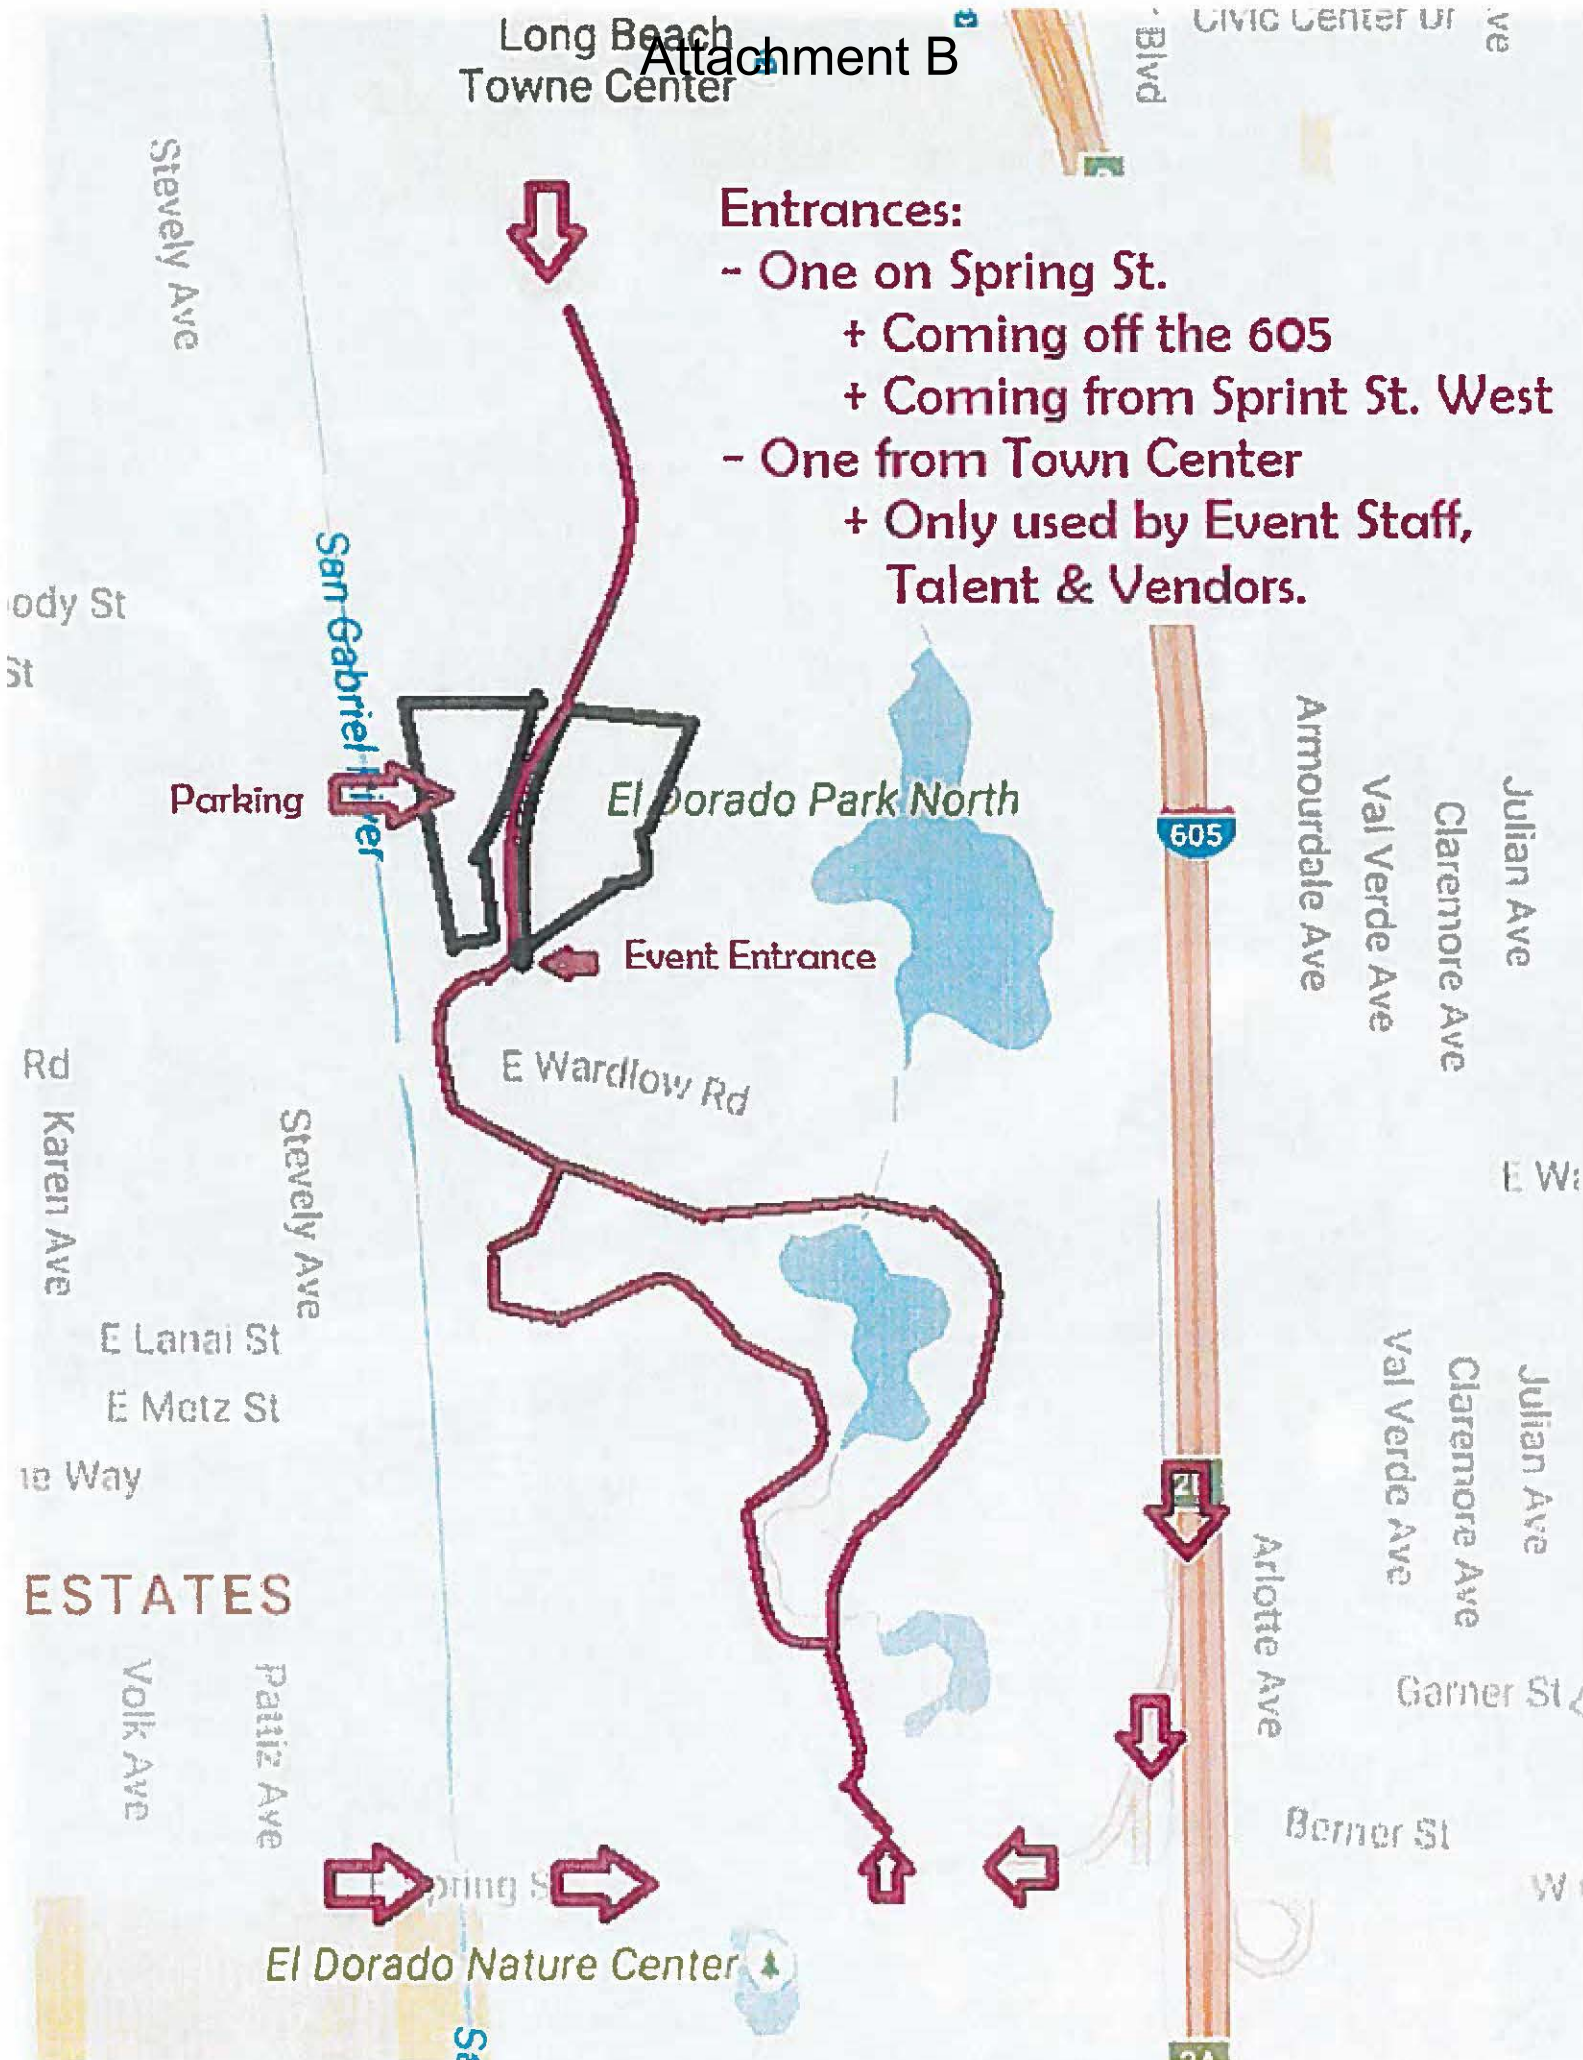 Long Beach
Towne Center
Attachment B
Civic Center Dr
Blvd
Stevely Ave
Entrances:
- One on Spring St.
+ Coming off the 605
+ Coming from Sprint St. West
- One from Town Center
+ Only used by Event Staff,
Talent & Vendors.
San Gabriel River
ody St
St
Parking
El Dorado Park North
605
Armourdale Ave
Val Verde Ave
Claremore Ave
Julian Ave
Event Entrance
Rd
E Wardlow Rd
Karen Ave
Stevely Ave
E Lanai St
E Metz St
Way
Val Verde Ave
Claremore Ave
Julian Ave
ESTATES
Arlotte Ave
Volk Ave
Garner St
Berner St
W
El Dorado Nature Center